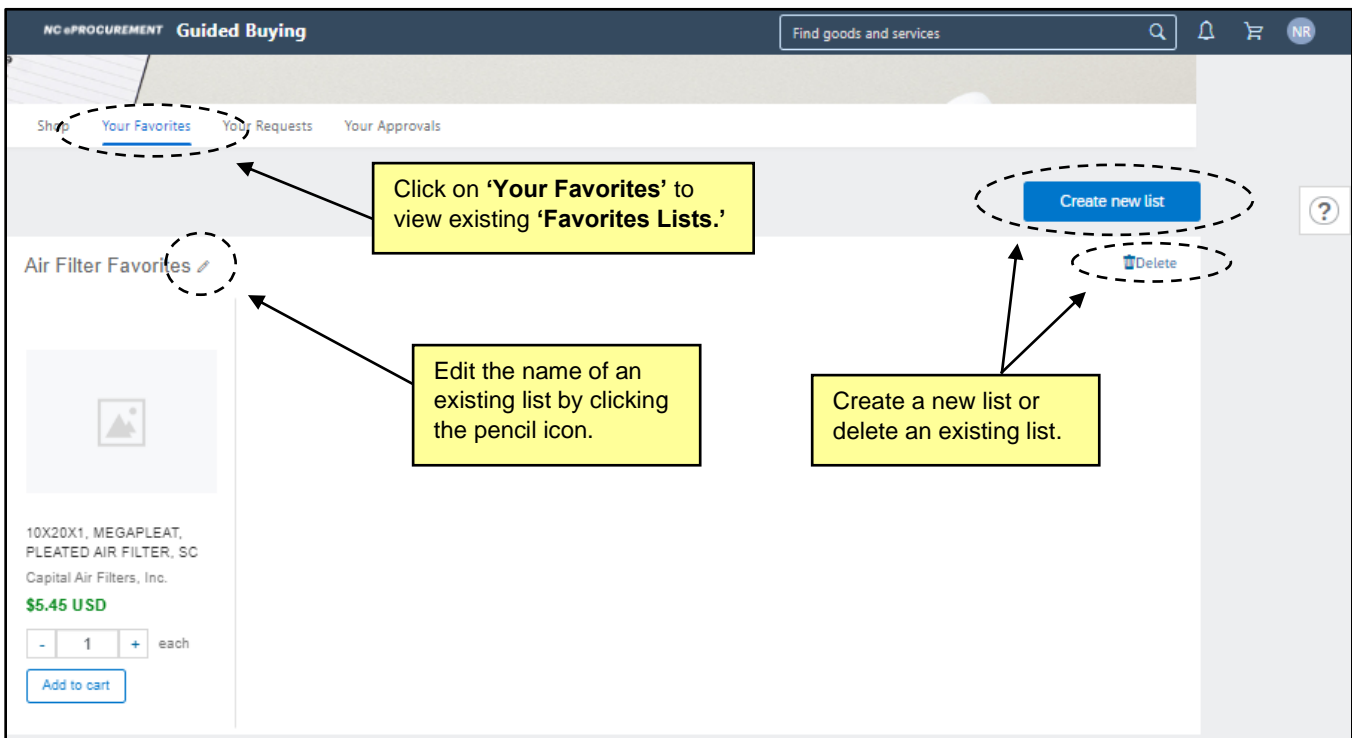 NC ePROCUREMENT Guided Buying
Find goods and services
NR
Shop Your Favorites Your Requests Your Approvals
Click on ‘Your Favorites’ to
view existing ‘Favorites Lists.’
Create new list
?
Air Filter Favorites
Delete
Edit the name of an
existing list by clicking
the pencil icon.
Create a new list or
delete an existing list.
10X20X1, MEGAPLEAT,
PLEATED AIR FILTER, SC
Capital Air Filters, Inc.
$5.45 USD
- 1 + each
Add to cart